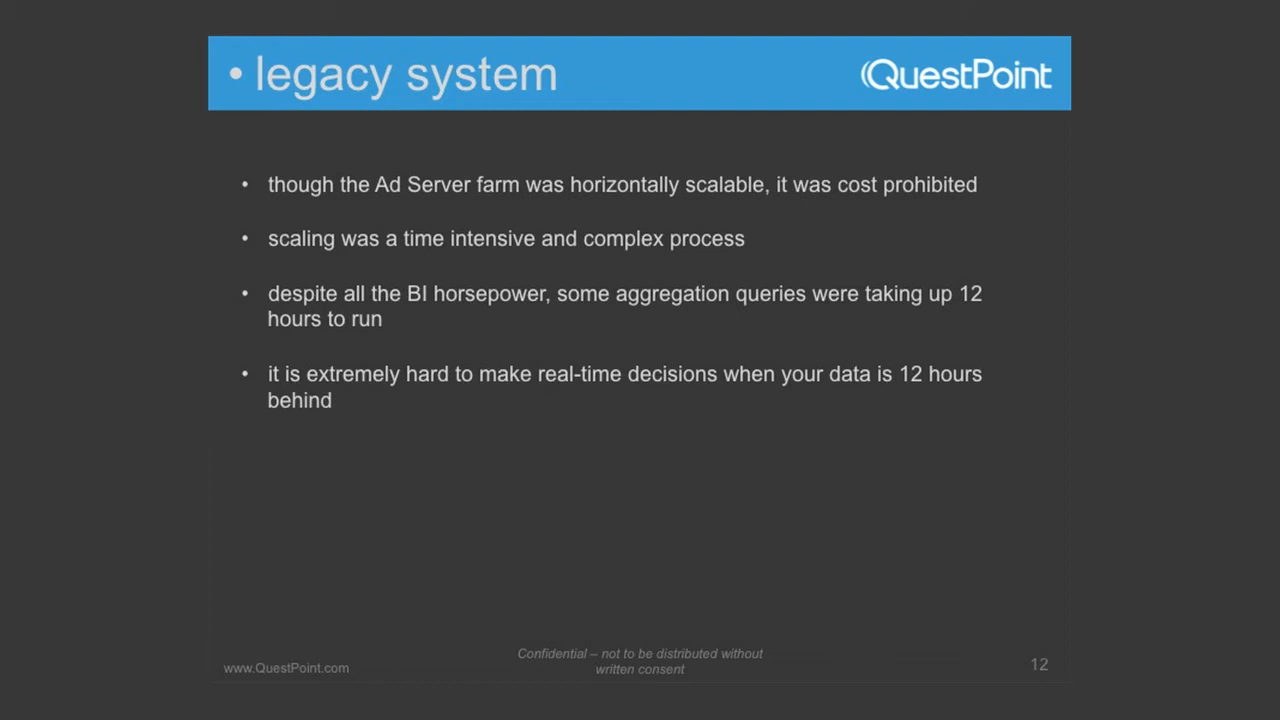 • legacy system
QuestPoint
• though the Ad Server farm was horizontally scalable, it was cost prohibited
• scaling was a time intensive and complex process
• despite all the BI horsepower, some aggregation queries were taking up 12
hours to run
• it is extremely hard to make real-time decisions when your data is 12 hours
behind
www.QuestPoint.com
Confidential – not to be distributed without
written consent
12